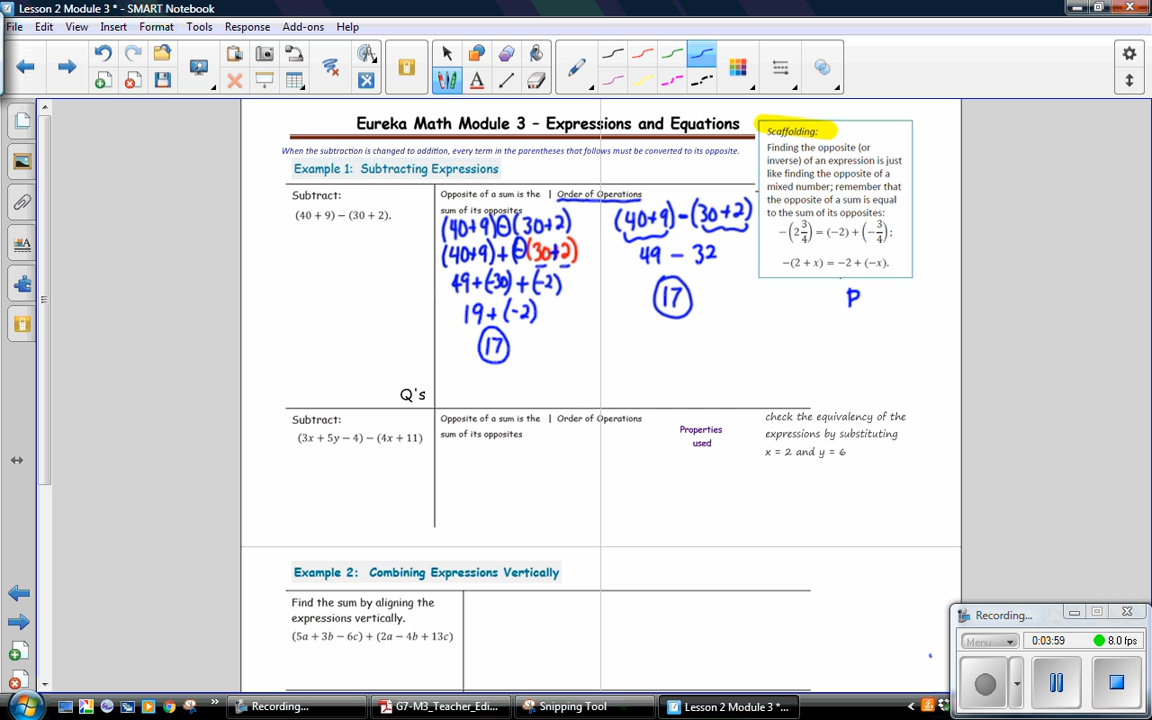 Lesson 2 Module 3 * - SMART Notebook
File Edit View Insert Format Tools Response Add-ons Help
Eureka Math Module 3 – Expressions and Equations
When the subtraction is changed to addition, every term in the parentheses that follows must be converted to its opposite.
Example 1: Subtracting Expressions
Subtract:
(40 + 9) − (30 + 2).
Opposite of a sum is the | Order of Operations
sum of its opposites
(40+9)-(30+2)
(40+9)+-(30+2)
49+(-30)+(-2)
19+(-2)
17
(40+9)-(30+2)
49 - 32
17
Scaffolding:
Finding the opposite (or
inverse) of an expression is just
like finding the opposite of a
mixed number; remember that
the opposite of a sum is equal
to the sum of its opposites:
−(2 3/4) = (−2) + (−3/4);
−(2 + x) = −2 + (−x).
P
Q's
Subtract:
(3x + 5y − 4) − (4x + 11)
Opposite of a sum is the | Order of Operations
sum of its opposites
Properties
used
check the equivalency of the
expressions by substituting
x = 2 and y = 6
Example 2: Combining Expressions Vertically
Find the sum by aligning the
expressions vertically.
(5a + 3b − 6c) + (2a − 4b + 13c)
Recording...
Menu
0:03:59
8.0 fps
Recording...
G7-M3_Teacher_Edi...
Snipping Tool
Lesson 2 Module 3 *...